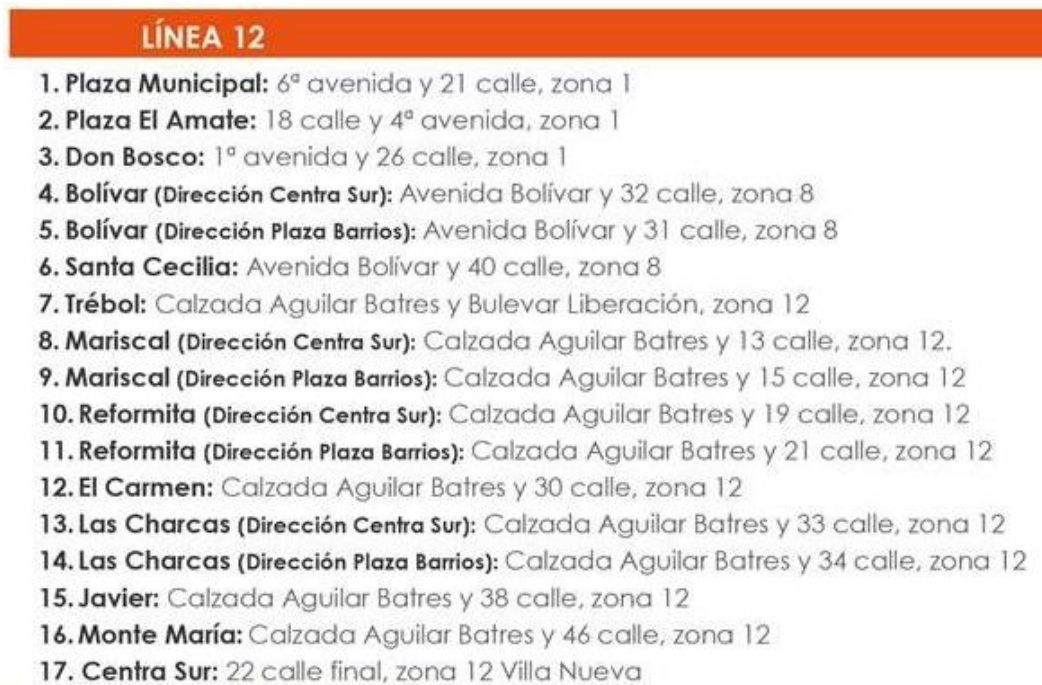 LÍNEA 12
1. Plaza Municipal: 6ª avenida y 21 calle, zona 1
2. Plaza El Amate: 18 calle y 4ª avenida, zona 1
3. Don Bosco: 1ª avenida y 26 calle, zona 1
4. Bolívar (Dirección Centra Sur): Avenida Bolívar y 32 calle, zona 8
5. Bolívar (Dirección Plaza Barrios): Avenida Bolívar y 31 calle, zona 8
6. Santa Cecilia: Avenida Bolívar y 40 calle, zona 8
7. Trébol: Calzada Aguilar Batres y Bulevar Liberación, zona 12
8. Mariscal (Dirección Centra Sur): Calzada Aguilar Batres y 13 calle, zona 12.
9. Mariscal (Dirección Plaza Barrios): Calzada Aguilar Batres y 15 calle, zona 12
10. Reformita (Dirección Centra Sur): Calzada Aguilar Batres y 19 calle, zona 12
11. Reformita (Dirección Plaza Barrios): Calzada Aguilar Batres y 21 calle, zona 12
12. El Carmen: Calzada Aguilar Batres y 30 calle, zona 12
13. Las Charcas (Dirección Centra Sur): Calzada Aguilar Batres y 33 calle, zona 12
14. Las Charcas (Dirección Plaza Barrios): Calzada Aguilar Batres y 34 calle, zona 12
15. Javier: Calzada Aguilar Batres y 38 calle, zona 12
16. Monte María: Calzada Aguilar Batres y 46 calle, zona 12
17. Centra Sur: 22 calle final, zona 12 Villa Nueva